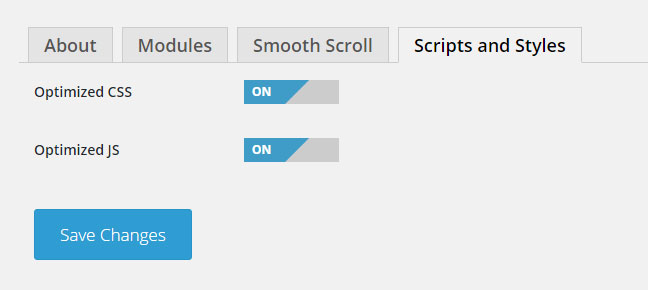 About Modules Smooth Scroll Scripts and Styles
Optimized CSS ON
Optimized JS ON
Save Changes